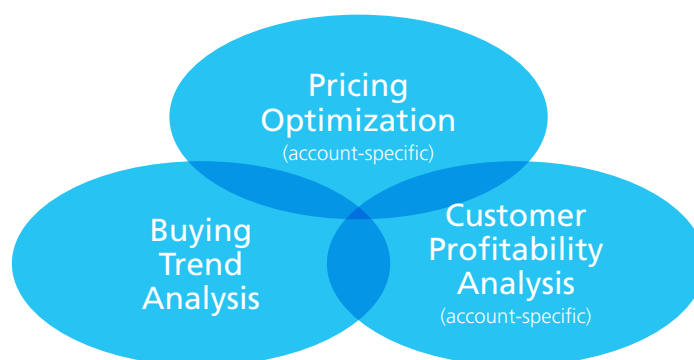 Pricing
Optimization
(account-specific)
Buying
Trend
Analysis
Customer
Profitability
Analysis
(account-specific)